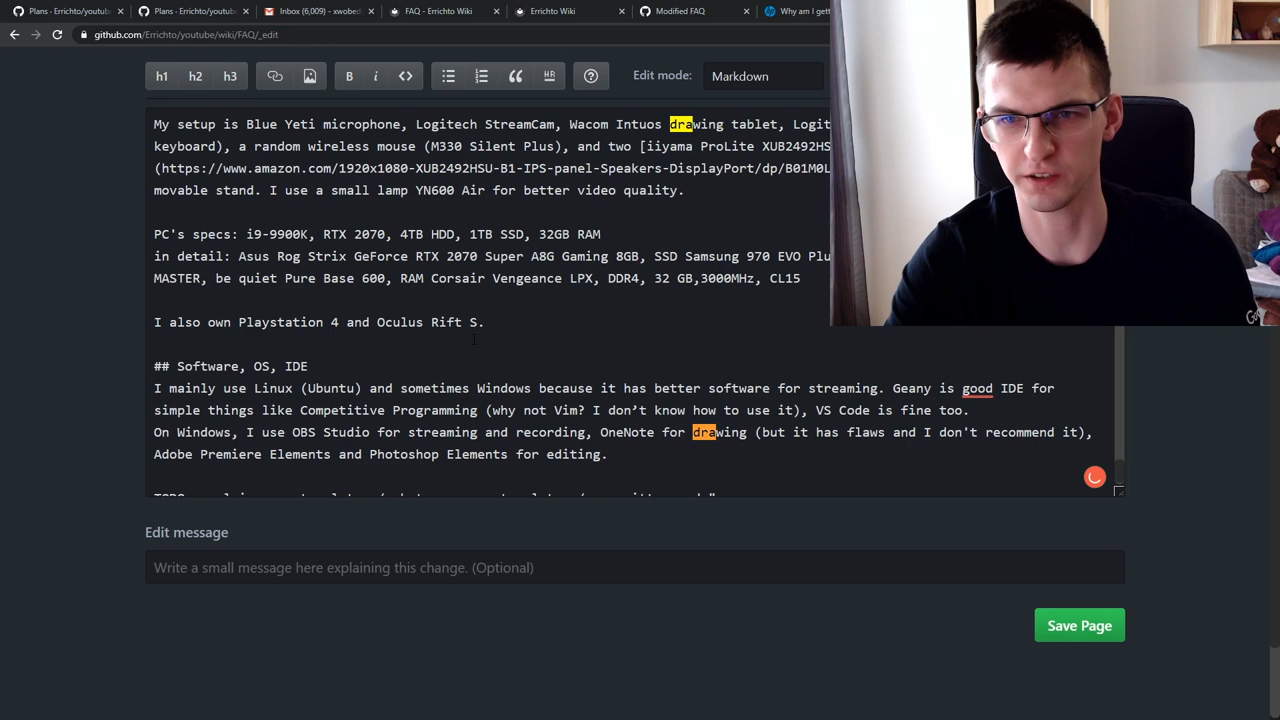 Plans · Errichto/youtub
Plans · Errichto/youtub
Inbox (6,009) - xwobed
FAQ - Errichto Wiki
Errichto Wiki
Modified FAQ
Why am I gett
github.com/Errichto/youtube/wiki/FAQ/_edit
h1 h2 h3 B i Edit mode: Markdown
My setup is Blue Yeti microphone, Logitech StreamCam, Wacom Intuos drawing tablet, Logit
keyboard), a random wireless mouse (M330 Silent Plus), and two [iiyama ProLite XUB2492HS
(https://www.amazon.com/1920x1080-XUB2492HSU-B1-IPS-panel-Speakers-DisplayPort/dp/B01M0L
movable stand. I use a small lamp YN600 Air for better video quality.
PC's specs: i9-9900K, RTX 2070, 4TB HDD, 1TB SSD, 32GB RAM
in detail: Asus Rog Strix GeForce RTX 2070 Super A8G Gaming 8GB, SSD Samsung 970 EVO Plu
MASTER, be quiet Pure Base 600, RAM Corsair Vengeance LPX, DDR4, 32 GB,3000MHz, CL15
I also own Playstation 4 and Oculus Rift S.
## Software, OS, IDE
I mainly use Linux (Ubuntu) and sometimes Windows because it has better software for streaming. Geany is good IDE for
simple things like Competitive Programming (why not Vim? I don’t know how to use it), VS Code is fine too.
On Windows, I use OBS Studio for streaming and recording, OneNote for drawing (but it has flaws and I don't recommend it),
Adobe Premiere Elements and Photoshop Elements for editing.
Edit message
Write a small message here explaining this change. (Optional)
Save Page